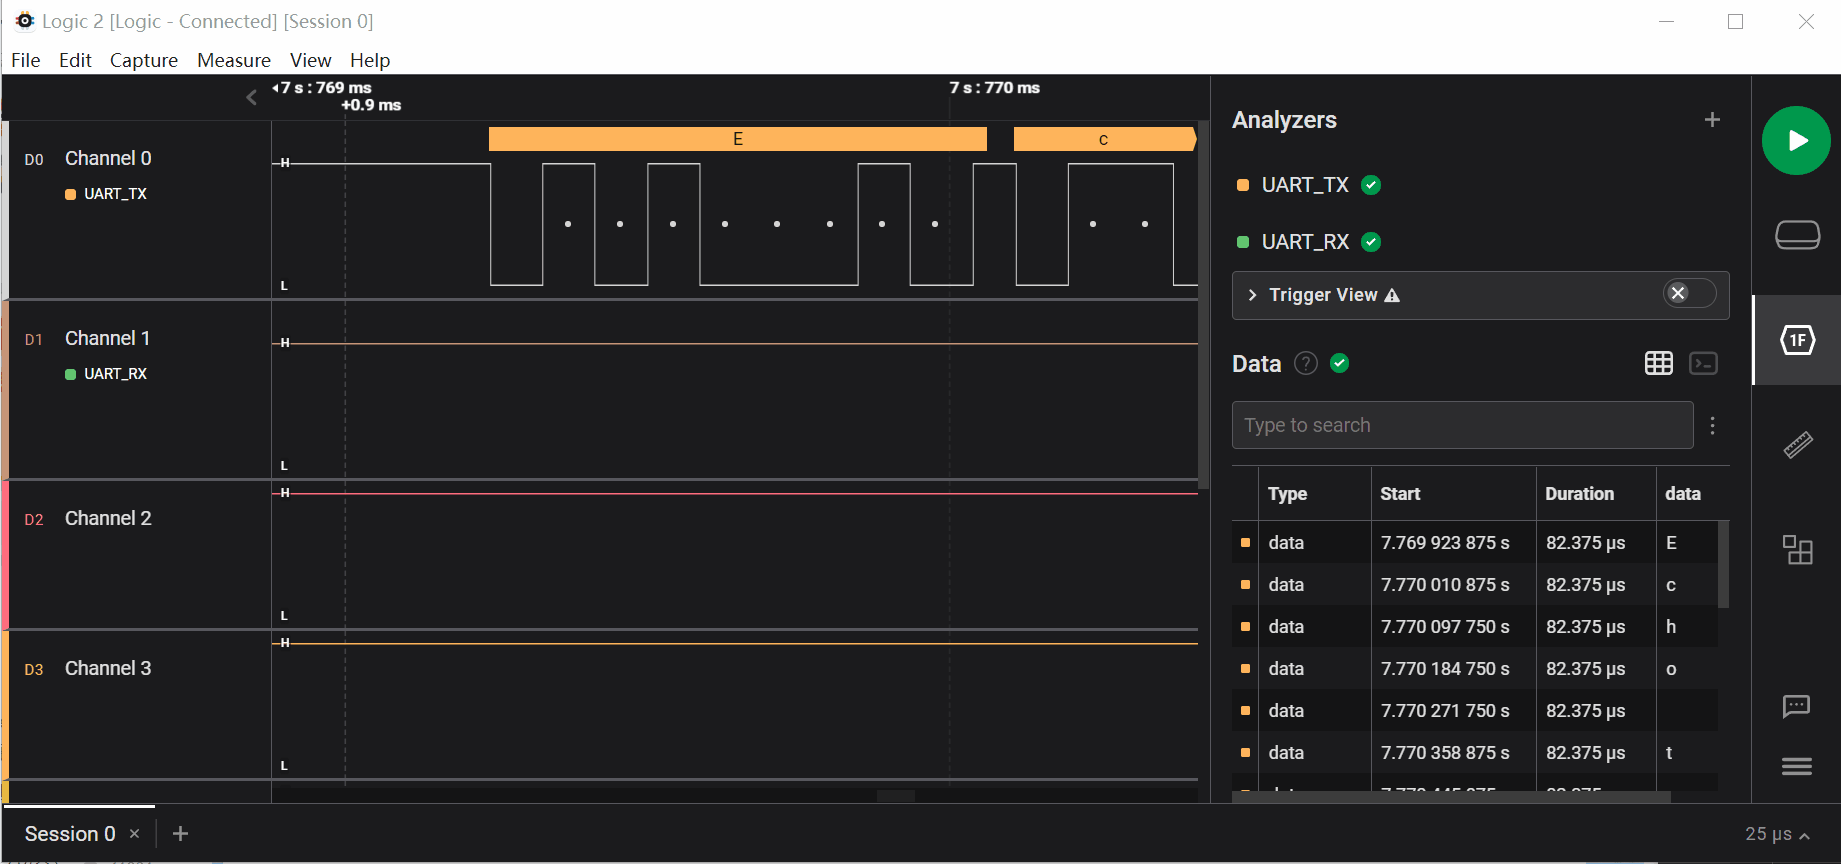 Logic 2 [Logic - Connected] [Session 0]
File Edit Capture Measure View Help
7 s : 769 ms
+0.9 ms
7 s : 770 ms
D0 Channel 0
UART_TX
H
L
E
c
D1 Channel 1
UART_RX
H
L
D2 Channel 2
H
L
D3 Channel 3
H
L
Analyzers
UART_TX
UART_RX
Trigger View
Data
Type to search
Type Start Duration data
data 7.769 923 875 s 82.375 μs E
data 7.770 010 875 s 82.375 μs c
data 7.770 097 750 s 82.375 μs h
data 7.770 184 750 s 82.375 μs o
data 7.770 271 750 s 82.375 μs
data 7.770 358 875 s 82.375 μs t
1F
Session 0
25 μs